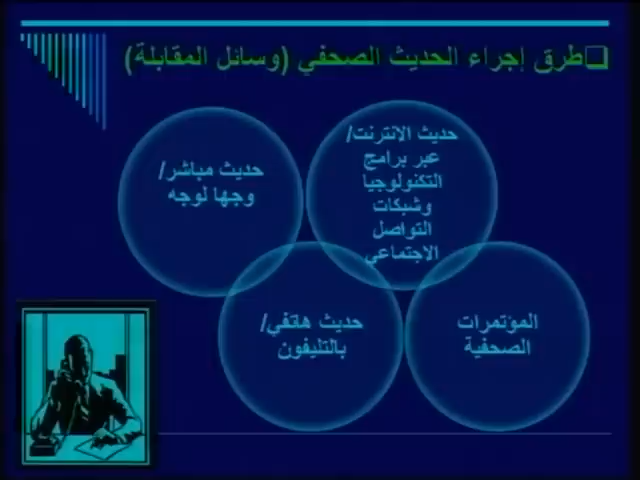 ❑طرق إجراء الحديث الصحفي (وسائل المقابلة)
حديث الانترنت/
عبر برامج
التكنولوجيا
وشبكات
التواصل
الاجتماعي
حديث مباشر/
وجها لوجه
المؤتمرات
الصحفية
حديث هاتفي/
بالتليفون